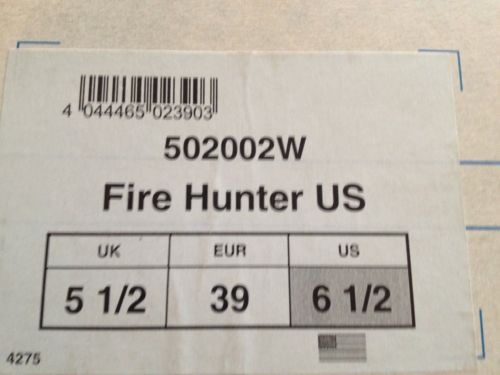 4 044465 023903
502002W
Fire Hunter US
UK EUR US
5 1/2 39 6 1/2
4275